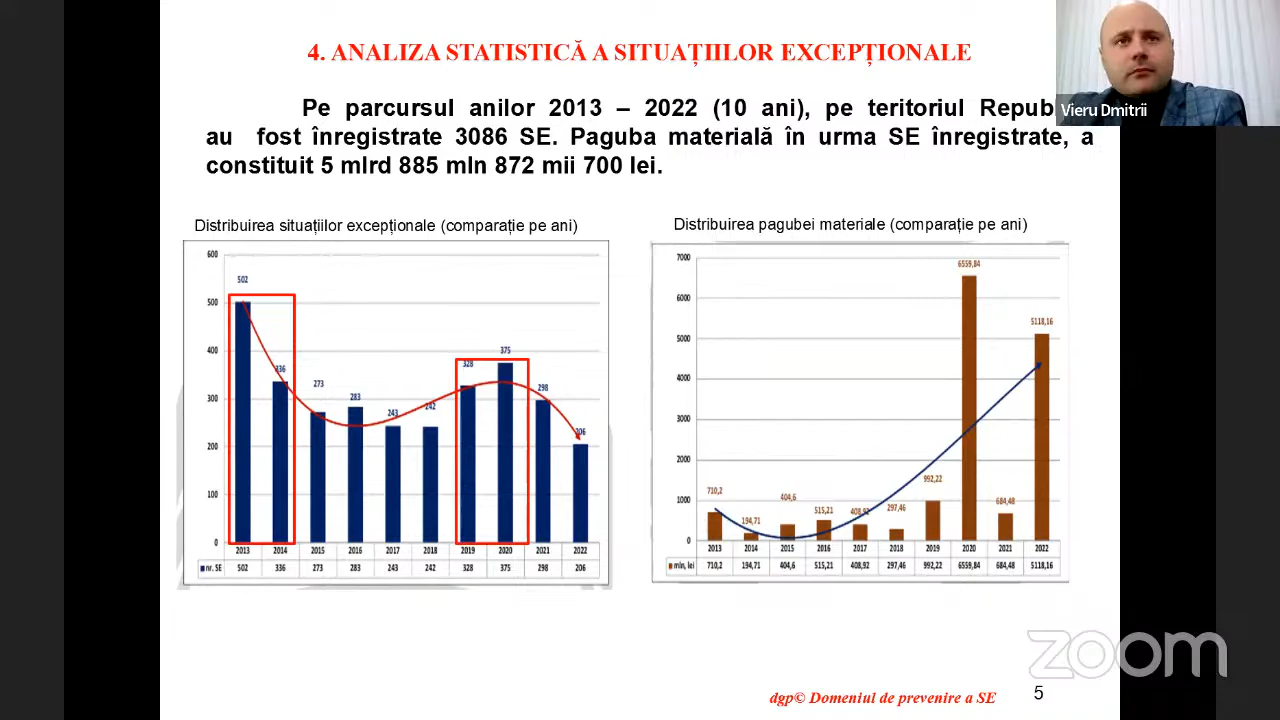 4. ANALIZA STATISTICĂ A SITUAȚIILOR EXCEPȚIONALE
Pe parcursul anilor 2013 – 2022 (10 ani), pe teritoriul
au fost înregistrate 3086 SE. Paguba materială în urma SE înregistrate, a
constituit 5 mlrd 885 mln 872 mii 700 lei.
Vieru Dmitrii
Distribuirea situațiilor excepționale (comparație pe ani)
600
500
400
300
200
100
0
502
336
273
283
243
242
328
375
298
206
2013 2014 2015 2016 2017 2018 2019 2020 2021 2022
nr. SE 502 336 273 283 243 242 328 375 298 206
Distribuirea pagubei materiale (comparație pe ani)
7000
6000
5000
4000
3000
2000
1000
0
710,2
194,71
404,6
515,21
408,92
297,46
992,22
6559,84
684,48
5118,16
2013 2014 2015 2016 2017 2018 2019 2020 2021 2022
mln, lei 710,2 194,71 404,6 515,21 408,92 297,46 992,22 6559,84 684,48 5118,16
zoom
dgp© Domeniul de prevenire a SE
5